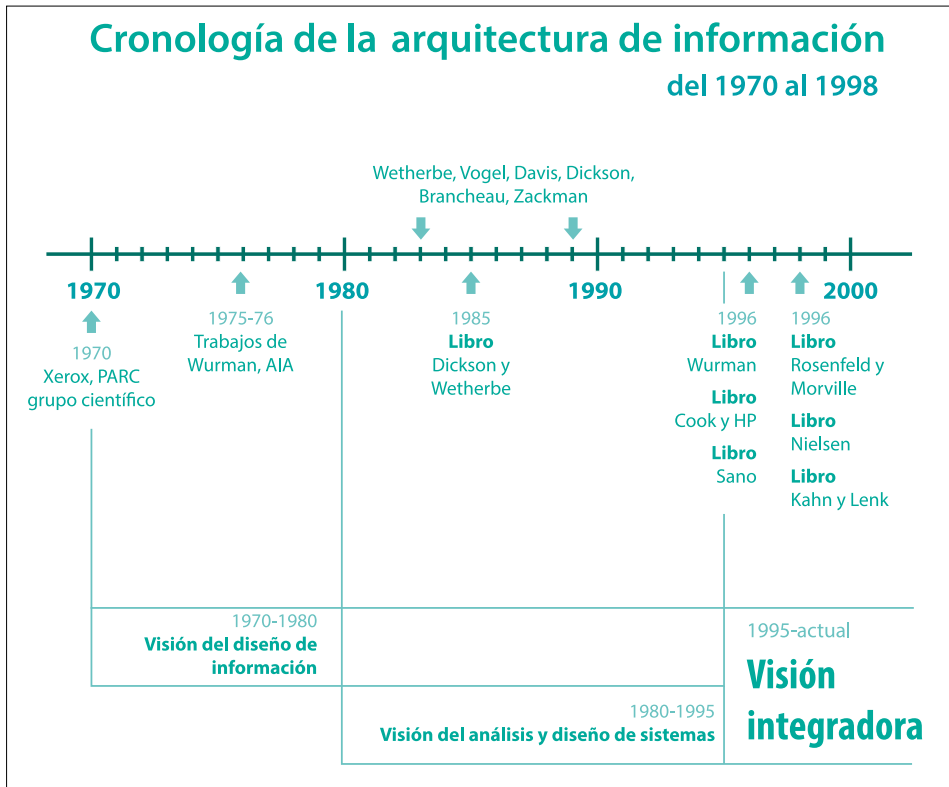 Cronología de la arquitectura de información
del 1970 al 1998
Wetherbe, Vogel, Davis, Dickson,
Brancheau, Zackman
1970
1980
1990
2000
1970
Xerox, PARC
grupo científico
1975-76
Trabajos de
Wurman, AIA
1985
Libro
Dickson y
Wetherbe
1996
Libro
Wurman
Libro
Cook y HP
Libro
Sano
1996
Libro
Rosenfeld y
Morville
Libro
Nielsen
Libro
Kahn y Lenk
1970-1980
Visión del diseño de
información
1980-1995
Visión del análisis y diseño de sistemas
1995-actual
Visión
integradora